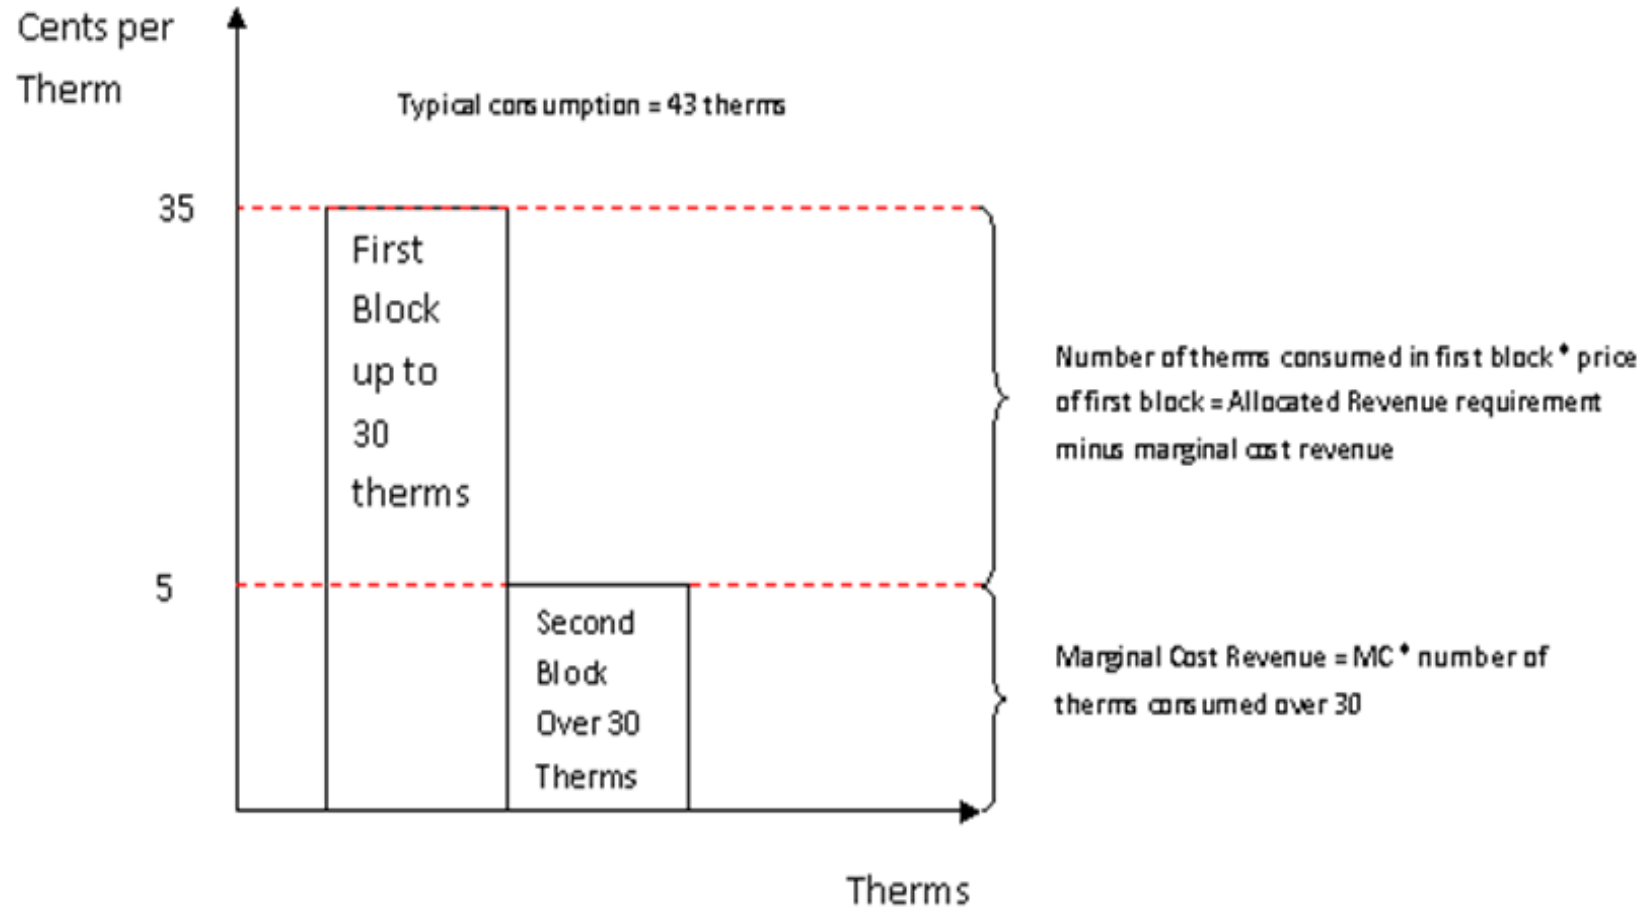 Cents per
Therm
Typical consumption = 43 therms
35
First
Block
up to
30
therms
Number of therms consumed in first block * price
of first block = Allocated Revenue requirement
minus marginal cost revenue
5
Second
Block
Over 30
Therms
Marginal Cost Revenue = MC * number of
therms consumed over 30
Therms